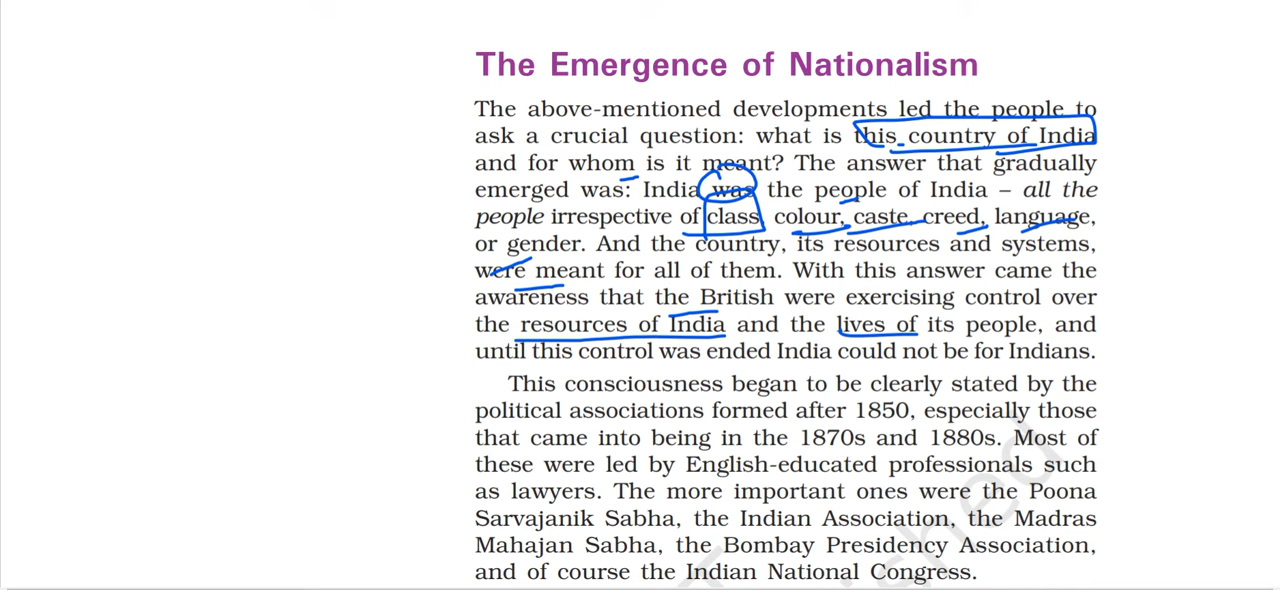 The Emergence of Nationalism
The above-mentioned developments led the people to
ask a crucial question: what is this country of India
and for whom is it meant? The answer that gradually
emerged was: India was the people of India – all the
people irrespective of class, colour, caste, creed, language,
or gender. And the country, its resources and systems,
were meant for all of them. With this answer came the
awareness that the British were exercising control over
the resources of India and the lives of its people, and
until this control was ended India could not be for Indians.
This consciousness began to be clearly stated by the
political associations formed after 1850, especially those
that came into being in the 1870s and 1880s. Most of
these were led by English-educated professionals such
as lawyers. The more important ones were the Poona
Sarvajanik Sabha, the Indian Association, the Madras
Mahajan Sabha, the Bombay Presidency Association,
and of course the Indian National Congress.